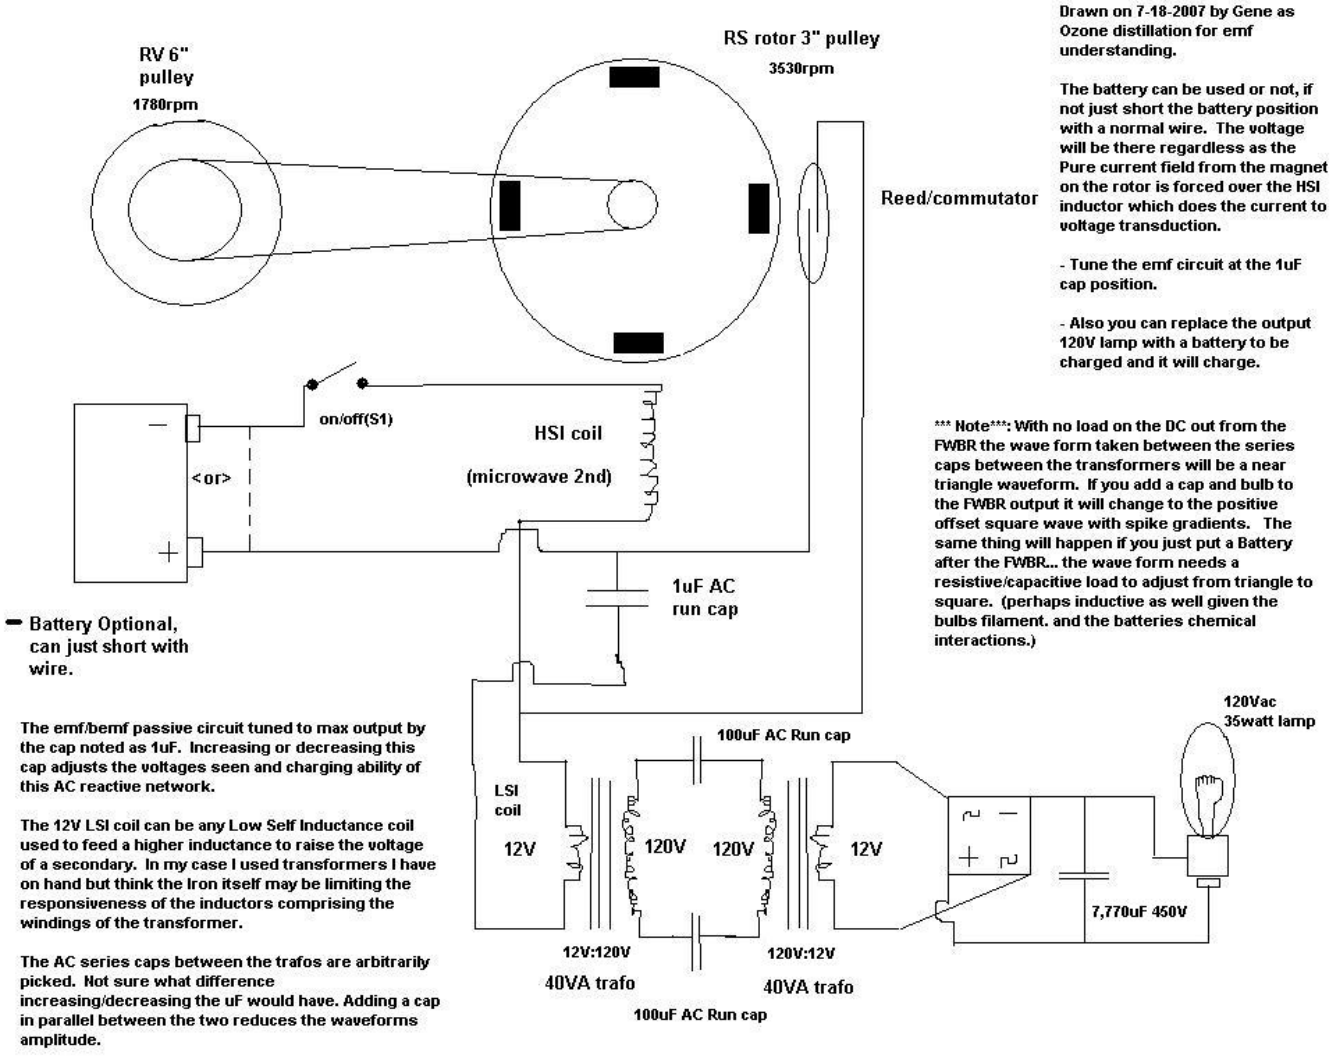 Drawn on 7-18-2007 by Gene as
Ozone distillation for emf
understanding.
The battery can be used or not, if
not just short the battery position
with a normal wire. The voltage
will be there regardless as the
Pure current field from the magnet
on the rotor is forced over the HSI
inductor which does the current to
voltage transduction.
- Tune the emf circuit at the 1uF
cap position.
- Also you can replace the output
120V lamp with a battery to be
charged and it will charge.
RV 6"
pulley
1780rpm
RS rotor 3" pulley
3530rpm
Reed/commutator
on/off(S1)
HSI coil
(microwave 2nd)
−
<or>
+
1uF AC
run cap
*** Note***: With no load on the DC out from the
FWBR the wave form taken between the series
caps between the transformers will be a near
triangle waveform. If you add a cap and bulb to
the FWBR output it will change to the positive
offset square wave with spike gradients. The
same thing will happen if you just put a Battery
after the FWBR... the wave form needs a
resistive/capacitive load to adjust from triangle to
square. (perhaps inductive as well given the
bulbs filament. and the batteries chemical
interactions.)
Battery Optional,
can just short with
wire.
The emf/bemf passive circuit tuned to max output by
the cap noted as 1uF. Increasing or decreasing this
cap adjusts the voltages seen and charging ability of
this AC reactive network.
The 12V LSI coil can be any Low Self Inductance coil
used to feed a higher inductance to raise the voltage
of a secondary. In my case I used transformers I have
on hand but think the Iron itself may be limiting the
responsiveness of the inductors comprising the
windings of the transformer.
The AC series caps between the trafos are arbitrarily
picked. Not sure what difference
increasing/decreasing the uF would have. Adding a cap
in parallel between the two reduces the waveforms
amplitude.
100uF AC Run cap
LSI
coil
12V
120V
120V
12V
12V:120V
40VA trafo
120V:12V
40VA trafo
100uF AC Run cap
−
+
7,770uF 450V
120Vac
35watt lamp